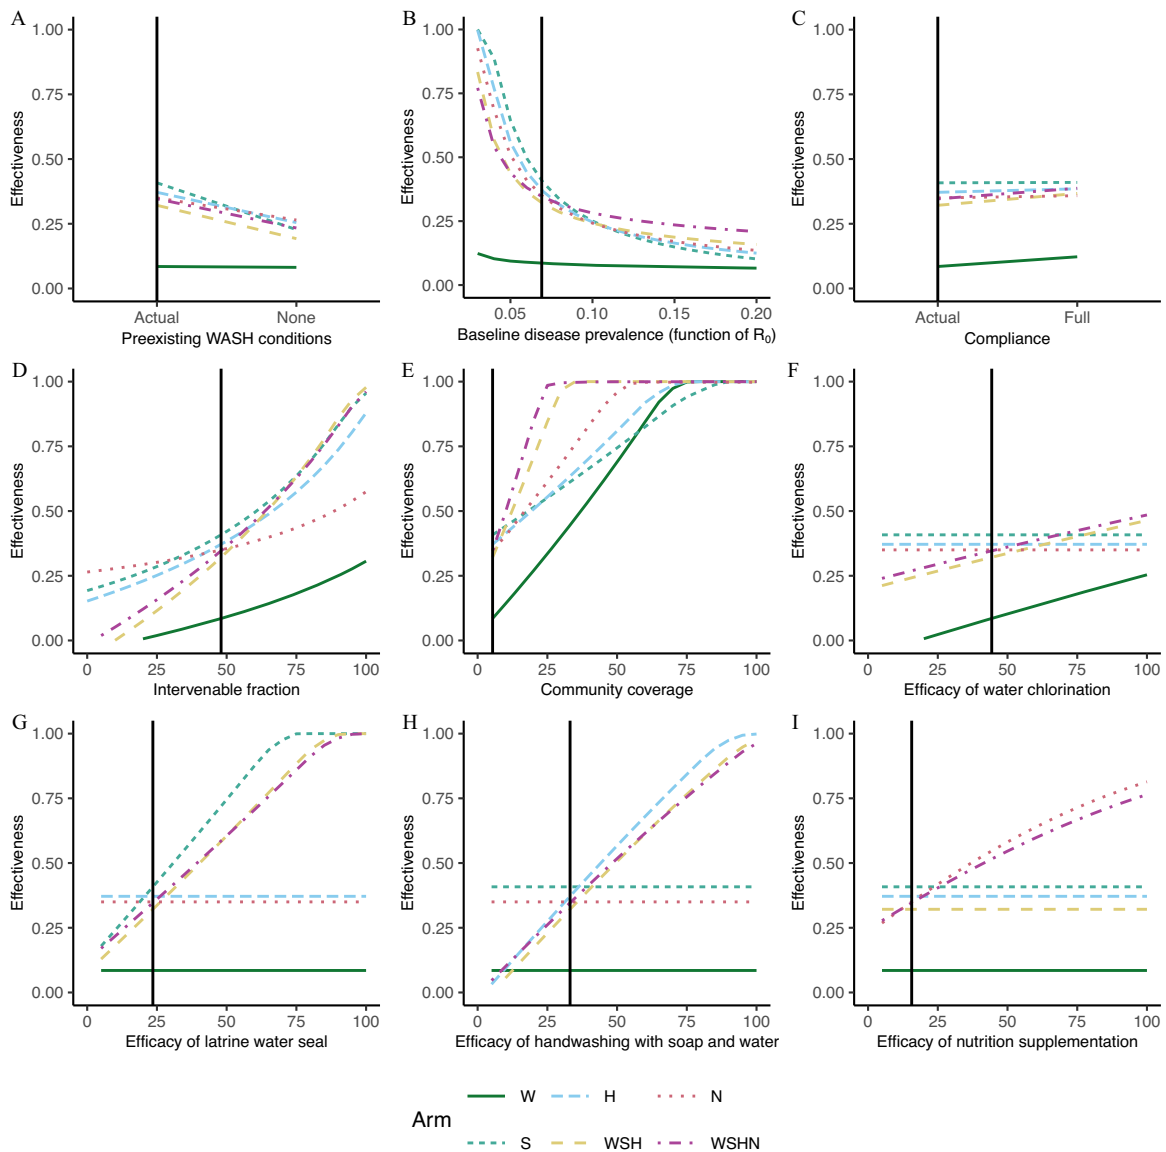 A
Effectiveness
1.00
0.75
0.50
0.25
0.00
Actual
None
Preexisting WASH conditions
B
Effectiveness
1.00
0.75
0.50
0.25
0.00
0.05
0.10
0.15
0.20
Baseline disease prevalence (function of R₀)
C
Effectiveness
1.00
0.75
0.50
0.25
0.00
Actual
Full
Compliance
D
Effectiveness
1.00
0.75
0.50
0.25
0.00
0
25
50
75
100
Intervenable fraction
E
Effectiveness
1.00
0.75
0.50
0.25
0.00
0
25
50
75
100
Community coverage
F
Effectiveness
1.00
0.75
0.50
0.25
0.00
0
25
50
75
100
Efficacy of water chlorination
G
Effectiveness
1.00
0.75
0.50
0.25
0.00
0
25
50
75
100
Efficacy of latrine water seal
H
Effectiveness
1.00
0.75
0.50
0.25
0.00
0
25
50
75
100
Efficacy of handwashing with soap and water
I
Effectiveness
1.00
0.75
0.50
0.25
0.00
0
25
50
75
100
Efficacy of nutrition supplementation
Arm
W
H
N
S
WSH
WSHN